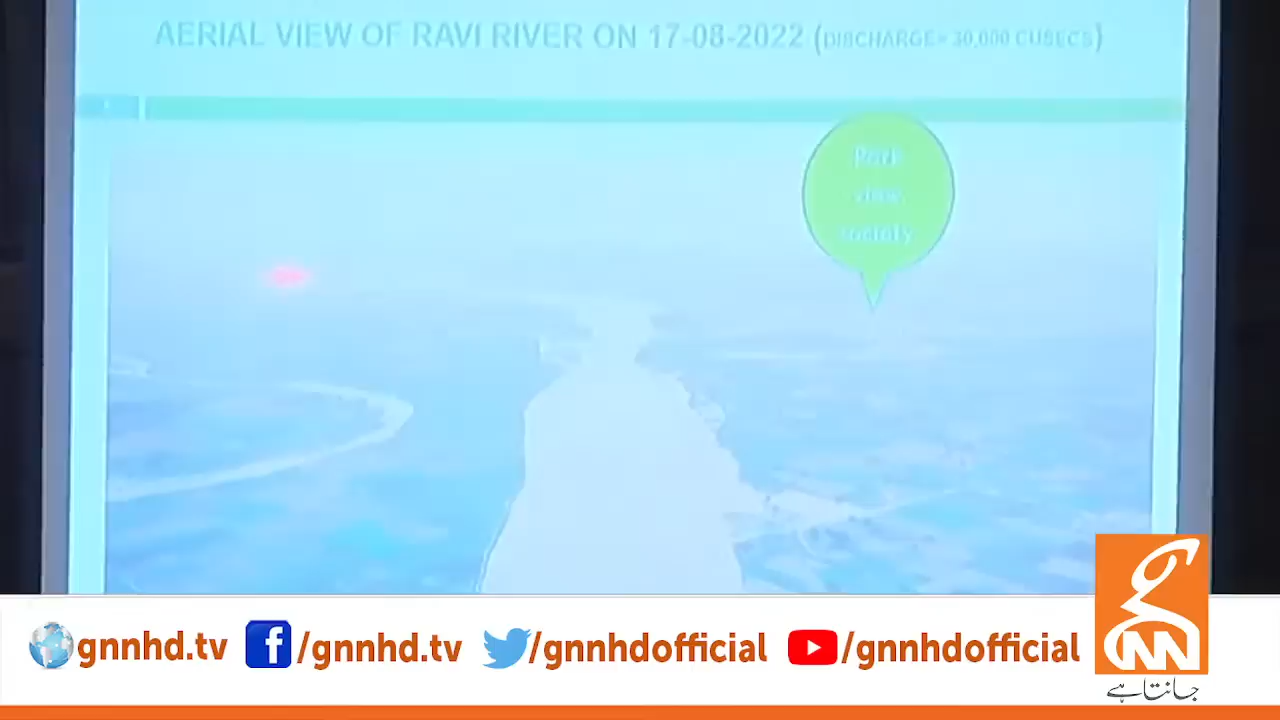 AERIAL VIEW OF RAVI RIVER ON 17-08-2022 (DISCHARGE= 30,000 CUSECS)
Park
view
society
gnnhd.tv
/gnnhd.tv
/gnnhdofficial
/gnnhdofficial
GNN
جانتا ہے